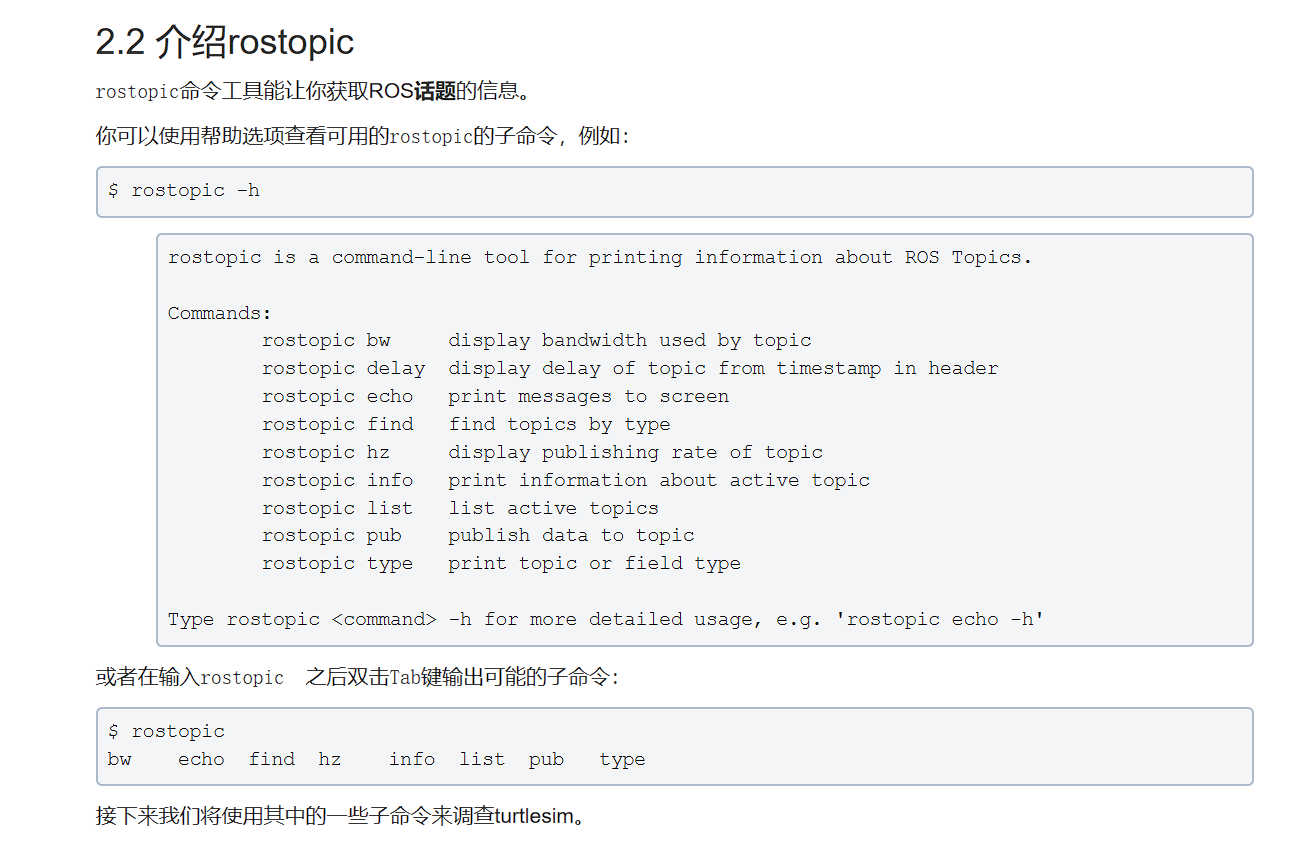 2.2 介绍rostopic
rostopic命令工具能让你获取ROS话题的信息。
你可以使用帮助选项查看可用的rostopic的子命令，例如：
$ rostopic -h
rostopic is a command-line tool for printing information about ROS Topics.
Commands:
rostopic bw display bandwidth used by topic
rostopic delay display delay of topic from timestamp in header
rostopic echo print messages to screen
rostopic find find topics by type
rostopic hz display publishing rate of topic
rostopic info print information about active topic
rostopic list list active topics
rostopic pub publish data to topic
rostopic type print topic or field type
Type rostopic <command> -h for more detailed usage, e.g. 'rostopic echo -h'
或者在输入rostopic 之后双击Tab键输出可能的子命令：
$ rostopic
bw echo find hz info list pub type
接下来我们将使用其中的一些子命令来调查turtlesim。